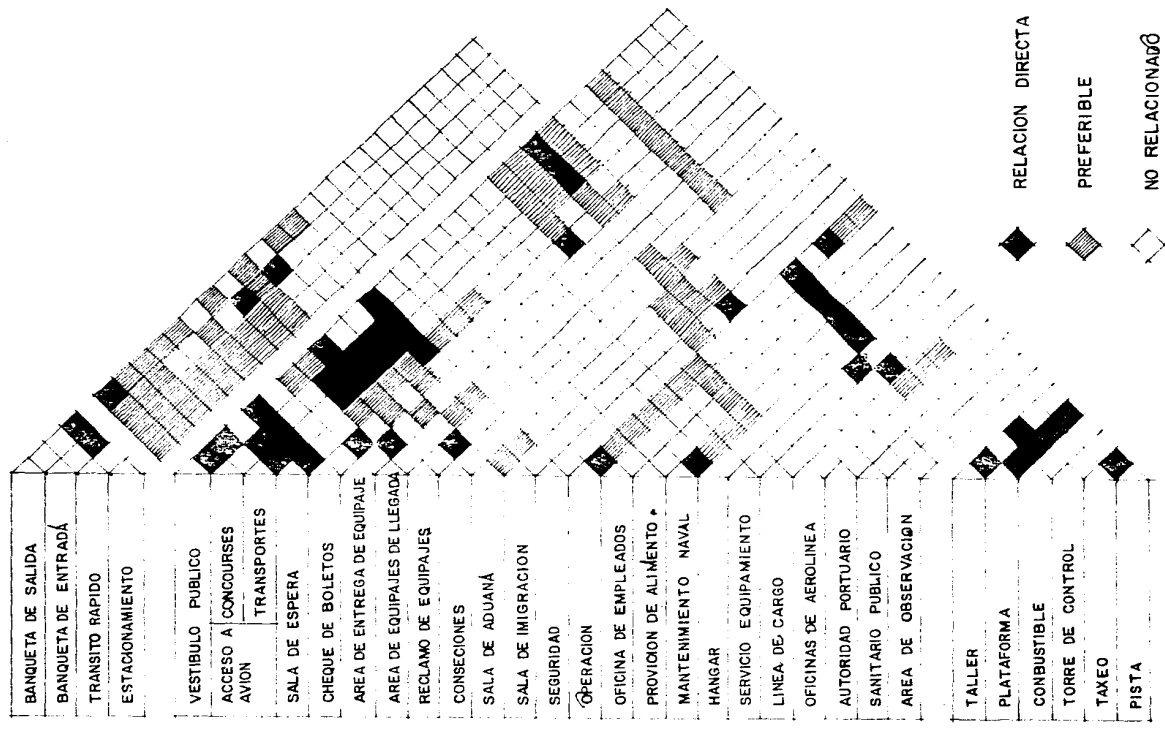 BANQUETA DE SALIDA
BANQUETA DE ENTRADA
TRANSITO RAPIDO
ESTACIONAMIENTO
VESTIBULO PUBLICO
ACCESO A CONCOURSES
AVION TRANSPORTES
SALA DE ESPERA
CHEQUE DE BOLETOS
AREA DE ENTREGA DE EQUIPAJE
AREA DE EQUIPAJES DE LLEGADA
RECLAMO DE EQUIPAJES
CONSECIONES
SALA DE ADUANÁ
SALA DE IMIGRACION
SEGURIDAD
OPERACION
OFICINA DE EMPLEADOS
PROVICION DE ALIMENTO
MANTENIMIENTO NAVAL
HANGAR
SERVICIO EQUIPAMIENTO
LINEA DE CARGO
OFICINAS DE AEROLINEA
AUTORIDAD PORTUARIO
SANITARIO PUBLICO
AREA DE OBSERVACION
TALLER
PLATAFORMA
CONBUSTIBLE
TORRE DE CONTROL
TAXEO
PISTA
RELACION DIRECTA
PREFERIBLE
NO RELACIONADO